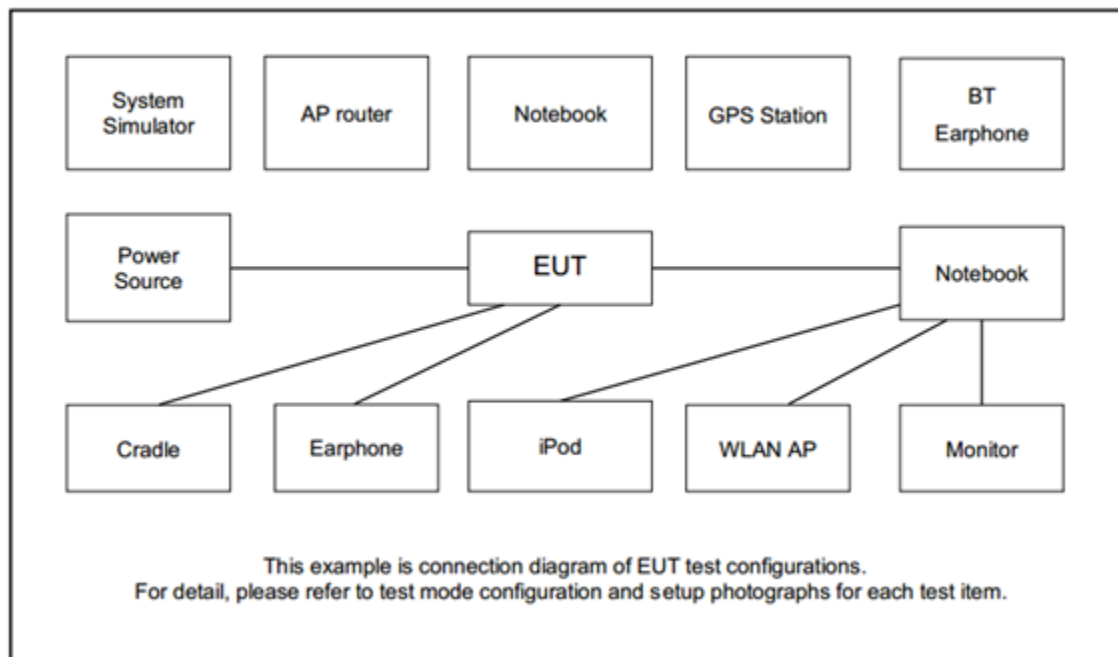 System
Simulator
AP router
Notebook
GPS Station
BT
Earphone
Power
Source
EUT
Notebook
Cradle
Earphone
iPod
WLAN AP
Monitor
This example is connection diagram of EUT test configurations.
For detail, please refer to test mode configuration and setup photographs for each test item.